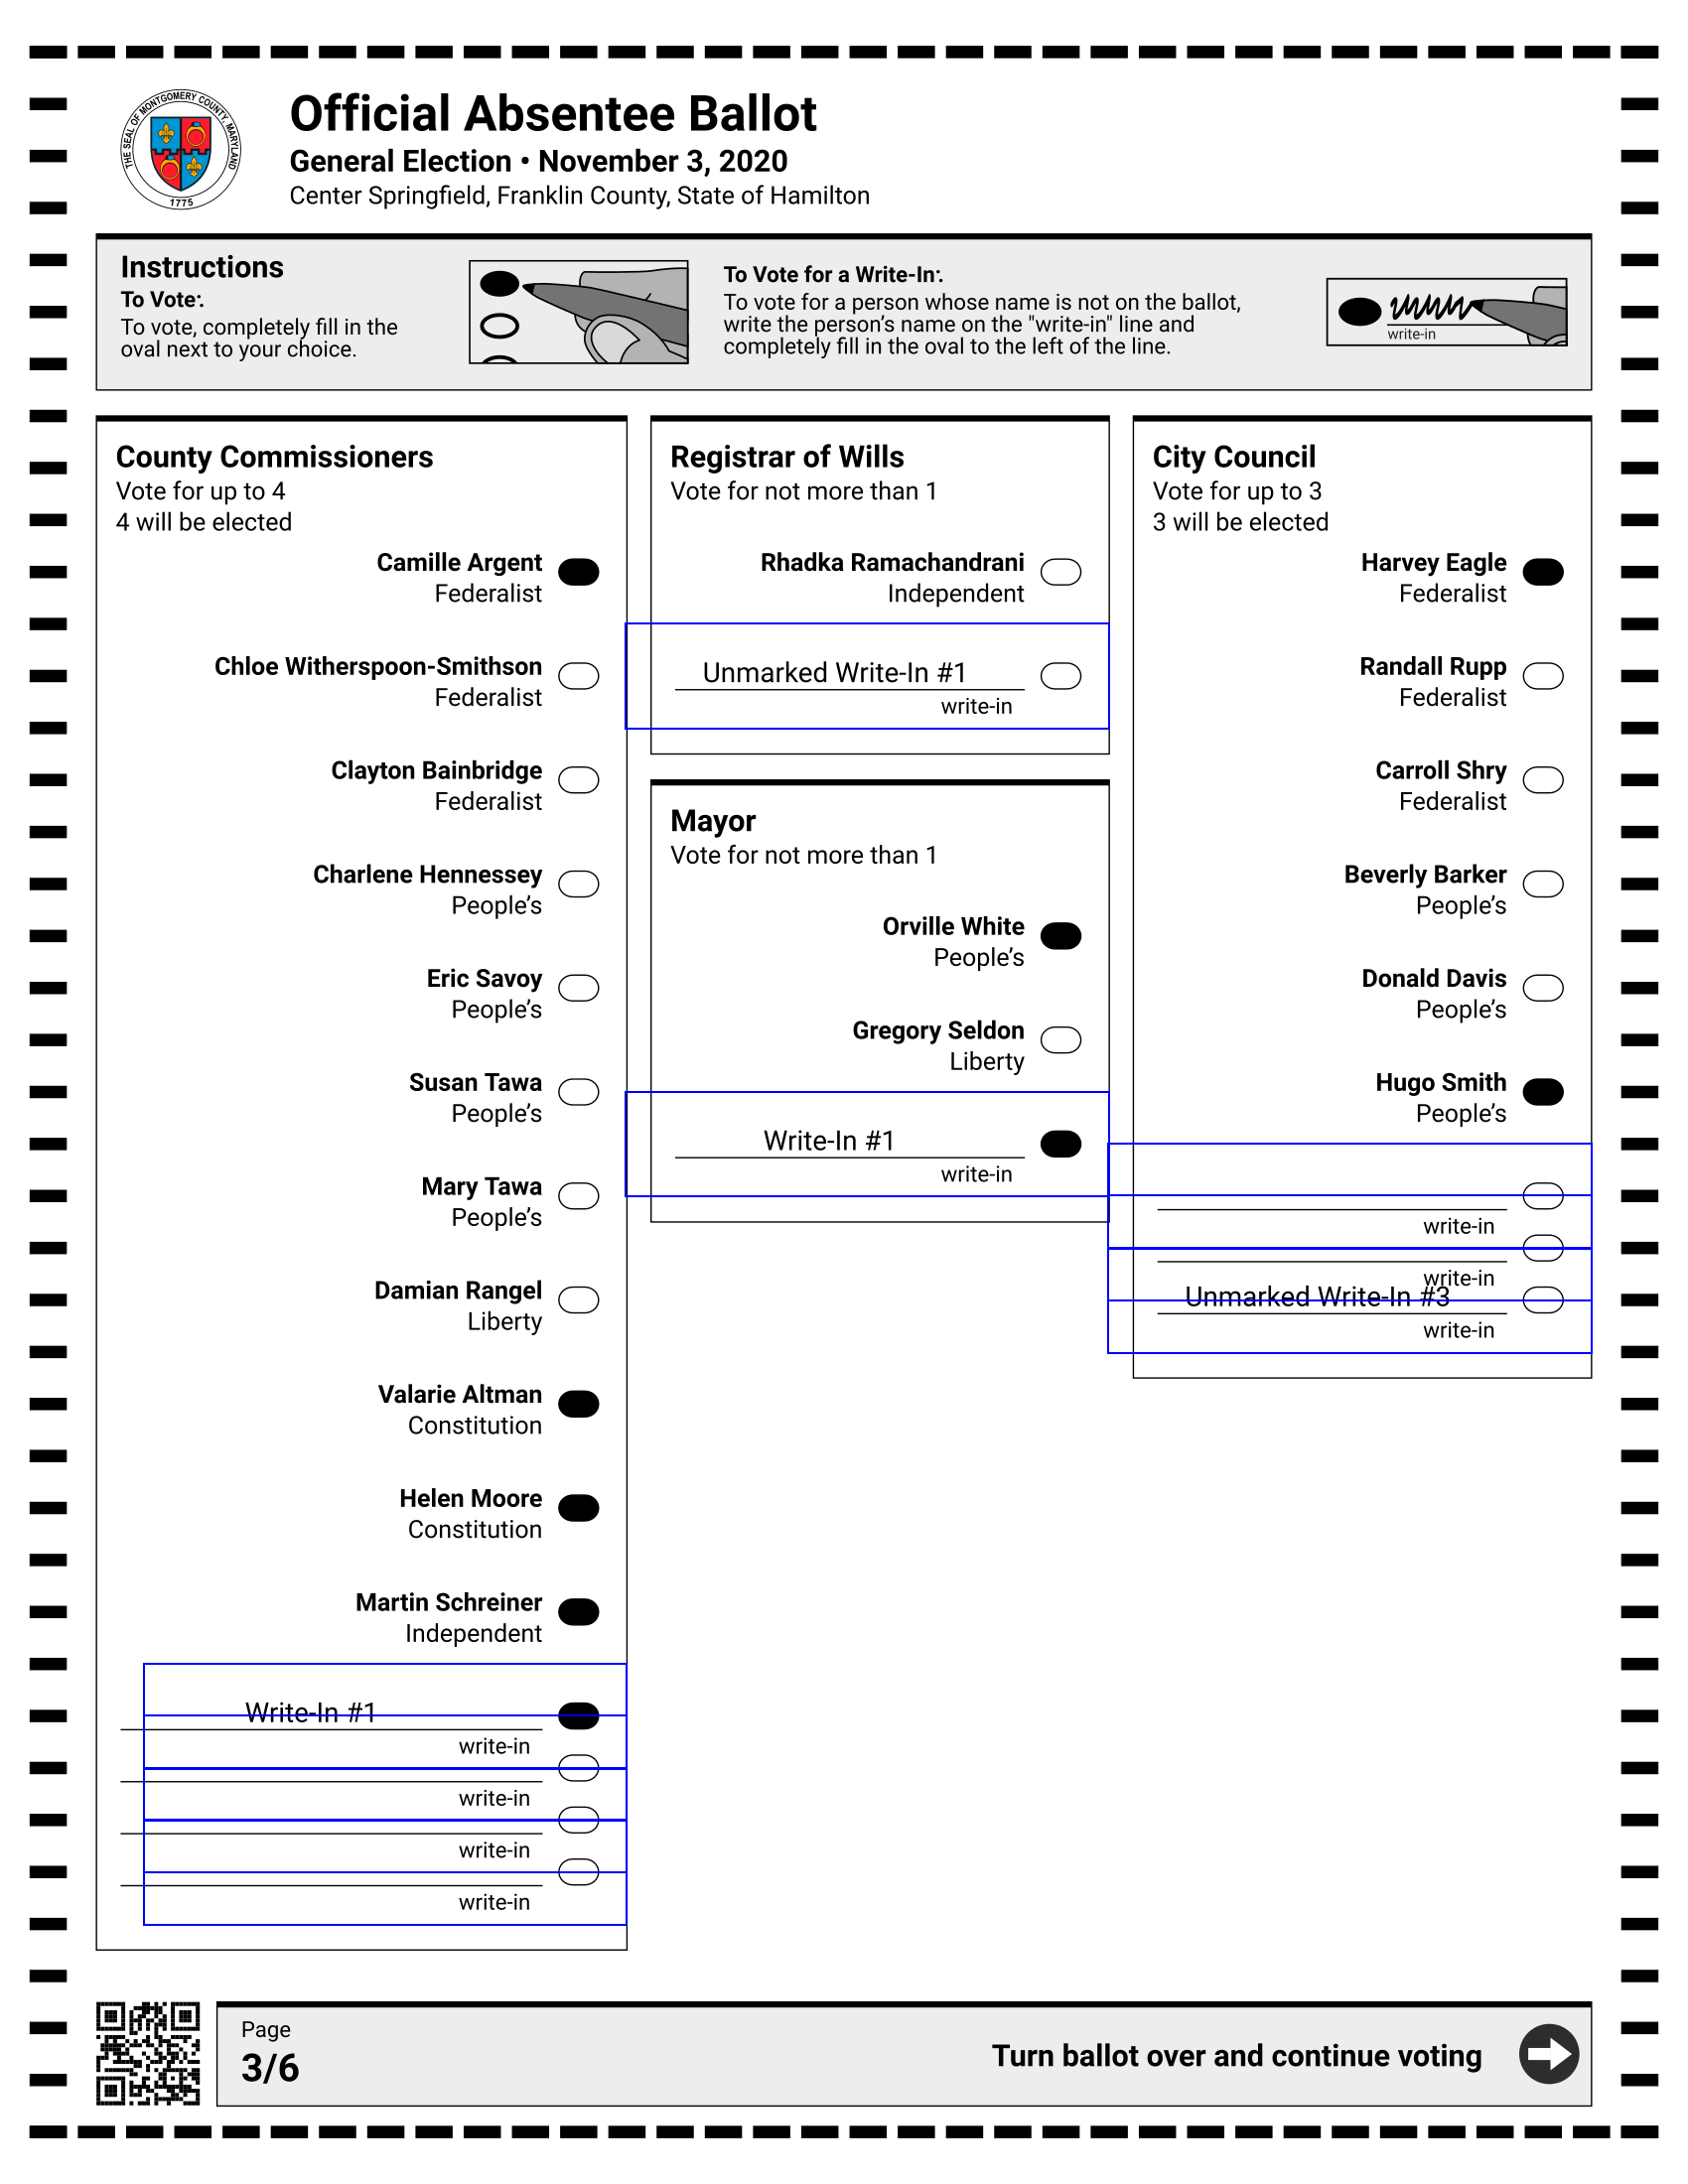 THE SEAL OF MONTGOMERY COUNTY, MARYLAND
1775
Official Absentee Ballot
General Election • November 3, 2020
Center Springfield, Franklin County, State of Hamilton
Instructions
To Vote:
To vote, completely fill in the
oval next to your choice.
To Vote for a Write-In:
To vote for a person whose name is not on the ballot,
write the person’s name on the "write-in" line and
completely fill in the oval to the left of the line.
write-in
County Commissioners
Vote for up to 4
4 will be elected
Camille Argent
Federalist
Chloe Witherspoon-Smithson
Federalist
Clayton Bainbridge
Federalist
Charlene Hennessey
People’s
Eric Savoy
People’s
Susan Tawa
People’s
Mary Tawa
People’s
Damian Rangel
Liberty
Valarie Altman
Constitution
Helen Moore
Constitution
Martin Schreiner
Independent
Write-In #1
write-in
write-in
write-in
write-in
Registrar of Wills
Vote for not more than 1
Rhadka Ramachandrani
Independent
Unmarked Write-In #1
write-in
Mayor
Vote for not more than 1
Orville White
People’s
Gregory Seldon
Liberty
Write-In #1
write-in
City Council
Vote for up to 3
3 will be elected
Harvey Eagle
Federalist
Randall Rupp
Federalist
Carroll Shry
Federalist
Beverly Barker
People’s
Donald Davis
People’s
Hugo Smith
People’s
write-in
write-in
Unmarked Write-In #3
write-in
Page
3/6
Turn ballot over and continue voting